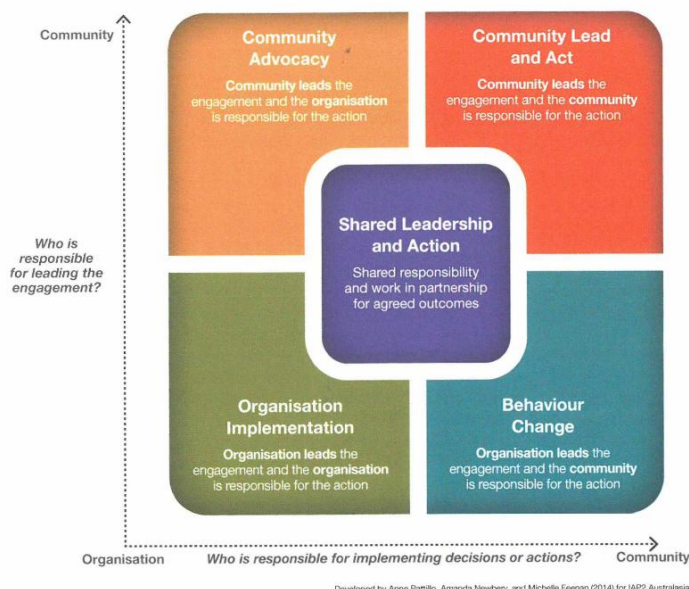 Community
Community
Advocacy
Community leads the
engagement and the organisation
is responsible for the action
Community Lead
and Act
Community leads the
engagement and the community
is responsible for the action
Who is
responsible
for leading the
engagement?
Shared Leadership
and Action
Shared responsibility
and work in partnership
for agreed outcomes
Organisation
Implementation
Organisation leads the
engagement and the organisation
is responsible for the action
Behaviour
Change
Organisation leads the
engagement and the community
is responsible for the action
Organisation
Who is responsible for implementing decisions or actions?
Community
Developed by Anne Pattillo, Amanda Newbery, and Michelle Feenan (2014) for IAP2 Australasia